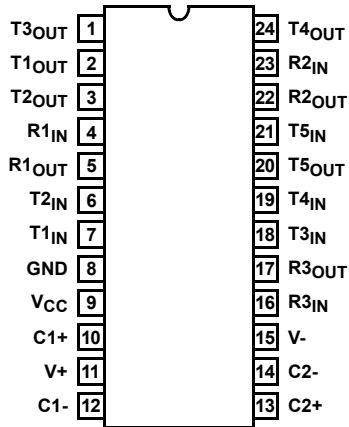 T3OUT 1 24 T4OUT
T1OUT 2 23 R2IN
T2OUT 3 22 R2OUT
R1IN 4 21 T5IN
R1OUT 5 20 T5OUT
T2IN 6 19 T4IN
T1IN 7 18 T3IN
GND 8 17 R3OUT
VCC 9 16 R3IN
C1+ 10 15 V-
V+ 11 14 C2-
C1- 12 13 C2+